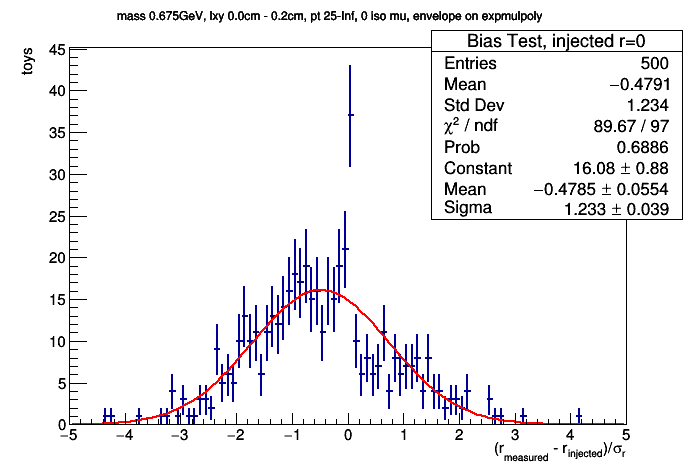 mass 0.675GeV, lxy 0.0cm - 0.2cm, pt 25-Inf, 0 iso mu, envelope on expmulpoly
Bias Test, injected r=0
Entries 500
Mean −0.4791
Std Dev 1.234
χ² / ndf 89.67 / 97
Prob 0.6886
Constant 16.08 ± 0.88
Mean −0.4785 ± 0.0554
Sigma 1.233 ± 0.039
toys
45
40
35
30
25
20
15
10
5
0
−5 −4 −3 −2 −1 0 1 2 3 4 5
(r_measured - r_injected)/σ_r